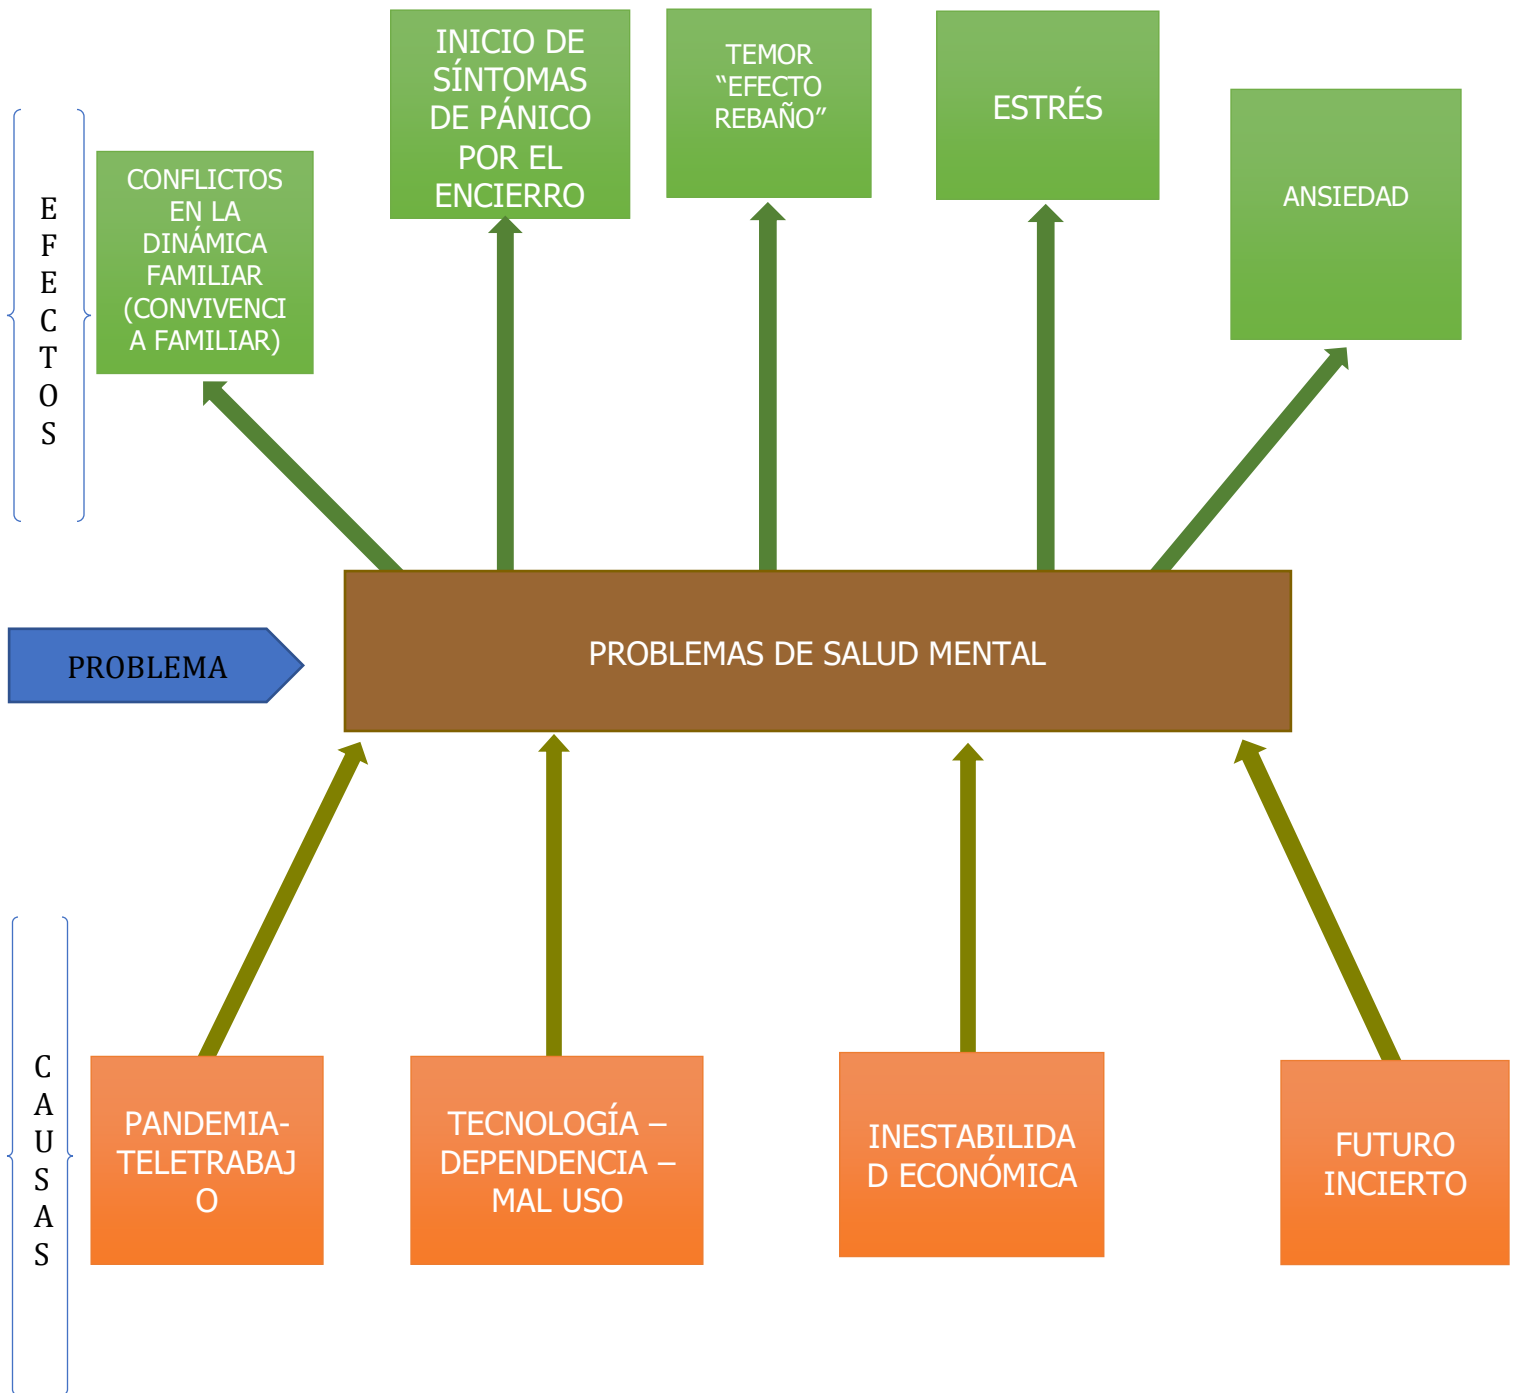 INICIO DE
SÍNTOMAS
DE PÁNICO
POR EL
ENCIERRO
TEMOR
“EFECTO
REBAÑO”
ESTRÉS
ANSIEDAD
CONFLICTOS
EN LA
DINÁMICA
FAMILIAR
(CONVIVENCI
A FAMILIAR)
E
F
E
C
T
O
S
PROBLEMA
PROBLEMAS DE SALUD MENTAL
C
A
U
S
A
S
PANDEMIA-
TELETRABAJ
O
TECNOLOGÍA –
DEPENDENCIA –
MAL USO
INESTABILIDA
D ECONÓMICA
FUTURO
INCIERTO